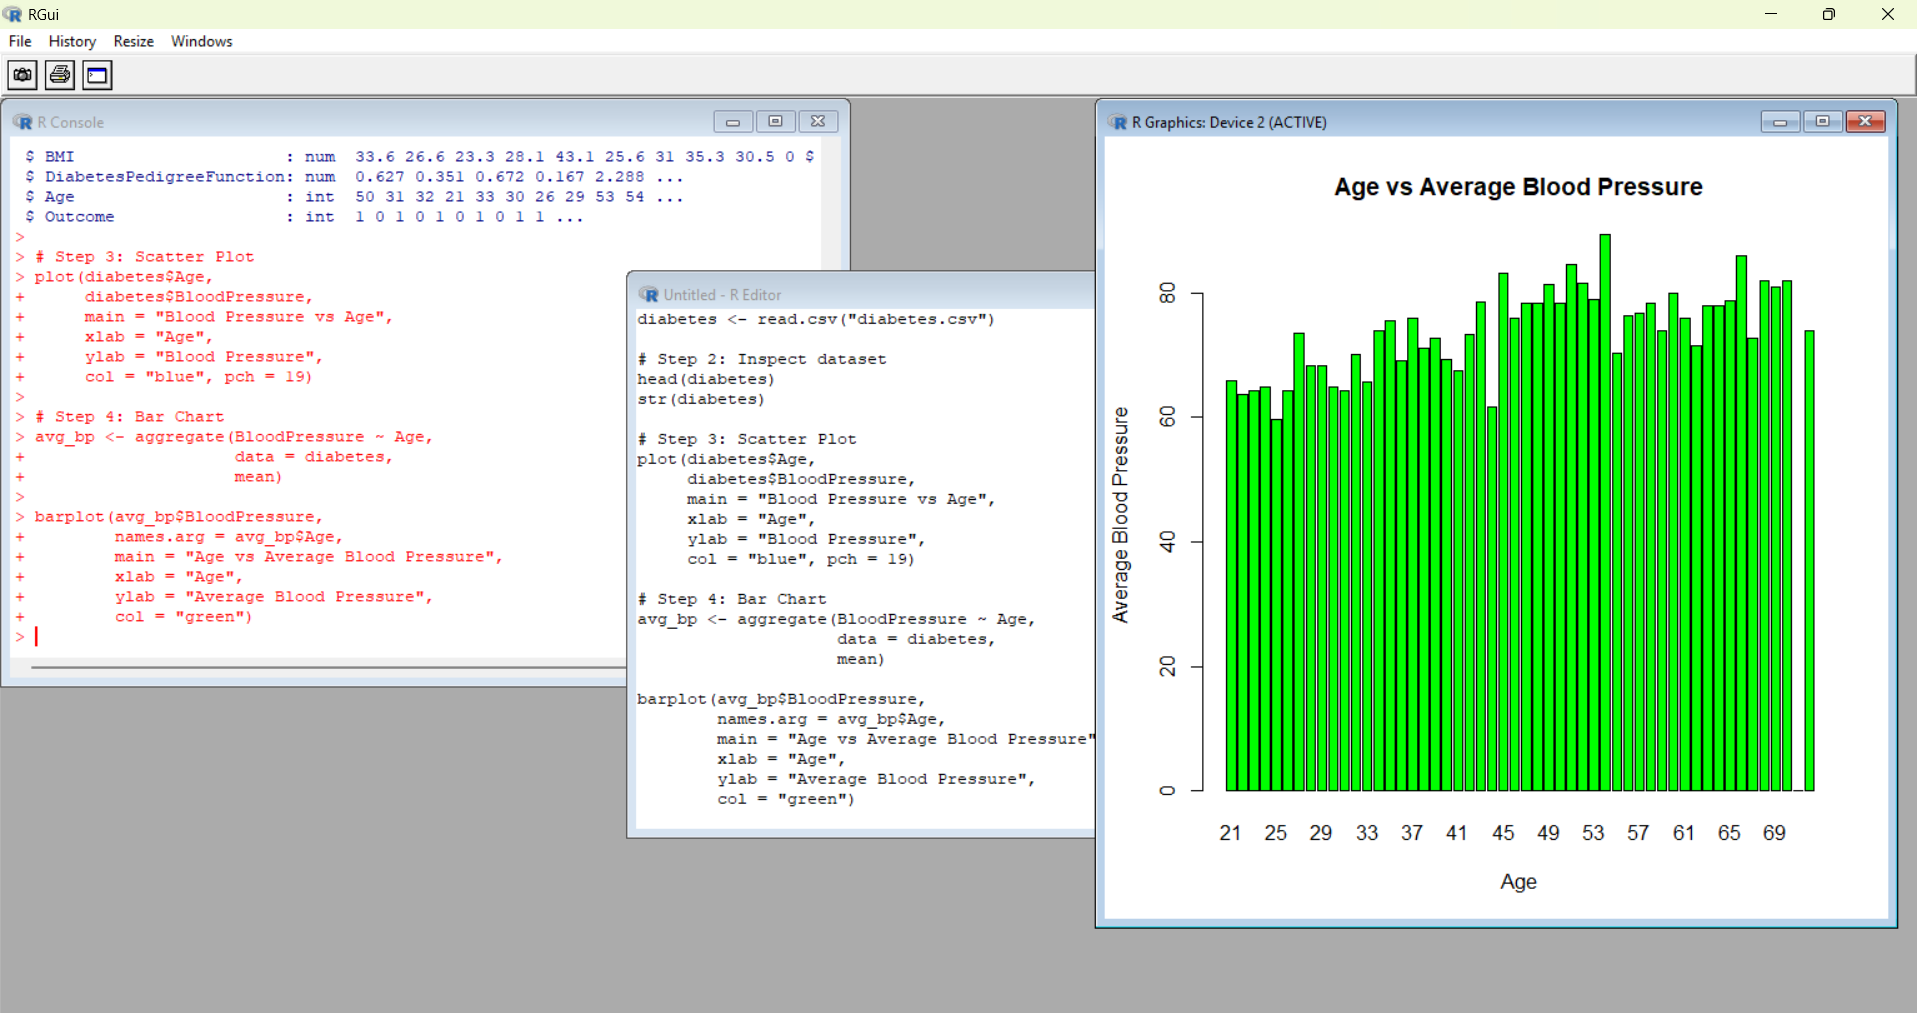 RGui
File History Resize Windows
R Console
$ BMI                     : num  33.6 26.6 23.3 28.1 43.1 25.6 31 35.3 30.5 0 $
$ DiabetesPedigreeFunction: num  0.627 0.351 0.672 0.167 2.288 ...
$ Age                     : int  50 31 32 21 33 30 26 29 53 54 ...
$ Outcome                 : int  1 0 1 0 1 0 1 0 1 1 ...
>
> # Step 3: Scatter Plot
> plot(diabetes$Age,
+      diabetes$BloodPressure,
+      main = "Blood Pressure vs Age",
+      xlab = "Age",
+      ylab = "Blood Pressure",
+      col = "blue", pch = 19)
>
> # Step 4: Bar Chart
> avg_bp <- aggregate(BloodPressure ~ Age,
+                     data = diabetes,
+                     mean)
>
> barplot(avg_bp$BloodPressure,
+         names.arg = avg_bp$Age,
+         main = "Age vs Average Blood Pressure",
+         xlab = "Age",
+         ylab = "Average Blood Pressure",
+         col = "green")
>
Untitled - R Editor
diabetes <- read.csv("diabetes.csv")
# Step 2: Inspect dataset
head(diabetes)
str(diabetes)
# Step 3: Scatter Plot
plot(diabetes$Age,
     diabetes$BloodPressure,
     main = "Blood Pressure vs Age",
     xlab = "Age",
     ylab = "Blood Pressure",
     col = "blue", pch = 19)
# Step 4: Bar Chart
avg_bp <- aggregate(BloodPressure ~ Age,
                    data = diabetes,
                    mean)
barplot(avg_bp$BloodPressure,
        names.arg = avg_bp$Age,
        main = "Age vs Average Blood Pressure"
        xlab = "Age",
        ylab = "Average Blood Pressure",
        col = "green")
R Graphics: Device 2 (ACTIVE)
Age vs Average Blood Pressure
Average Blood Pressure
80
60
40
20
0
21 25 29 33 37 41 45 49 53 57 61 65 69
Age